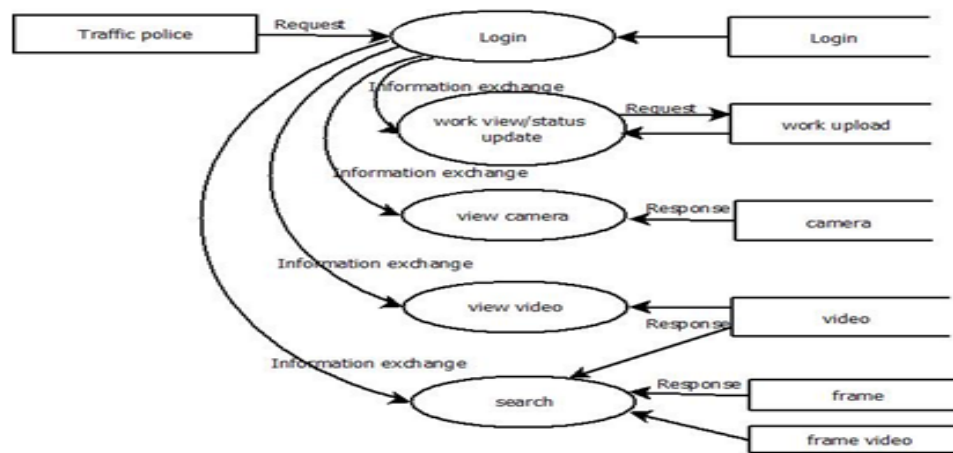 Traffic police
Request
Login
Login
Information exchange
work view/status
update
Request
work upload
Information exchange
view camera
Response
camera
Information exchange
view video
Response
video
Information exchange
search
Response
frame
frame video